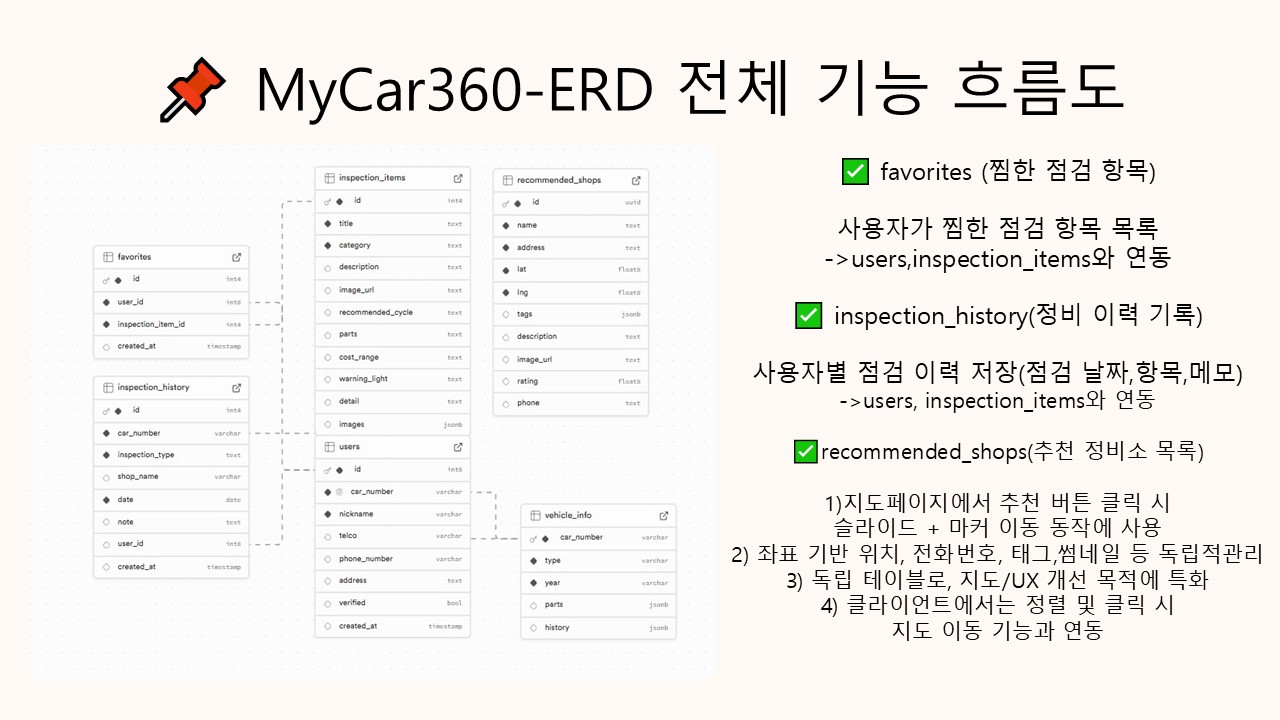 MyCar360-ERD 전체 기능 흐름도
favorites
id int4
user_id int8
inspection_item_id int4
created_at timestamp
inspection_history
id int4
car_number varchar
inspection_type text
shop_name varchar
date date
note text
user_id int8
created_at timestamp
inspection_items
id int4
title text
category text
description text
image_url text
recommended_cycle text
parts text
cost_range text
warning_light text
detail text
images jsonb
users
id int8
car_number varchar
nickname varchar
telco varchar
phone_number varchar
address text
verified bool
created_at timestamp
recommended_shops
id uuid
name text
address text
lat float8
lng float8
tags jsonb
description text
image_url text
rating float8
phone text
vehicle_info
car_number varchar
type varchar
year varchar
parts jsonb
history jsonb
✅ favorites (찜한 점검 항목)
사용자가 찜한 점검 항목 목록
->users,inspection_items와 연동
✅ inspection_history(정비 이력 기록)
사용자별 점검 이력 저장(점검 날짜,항목,메모)
->users, inspection_items와 연동
✅recommended_shops(추천 정비소 목록)
1)지도페이지에서 추천 버튼 클릭 시
슬라이드 + 마커 이동 동작에 사용
2) 좌표 기반 위치, 전화번호, 태그,썸네일 등 독립적관리
3) 독립 테이블로, 지도/UX 개선 목적에 특화
4) 클라이언트에서는 정렬 및 클릭 시
지도 이동 기능과 연동